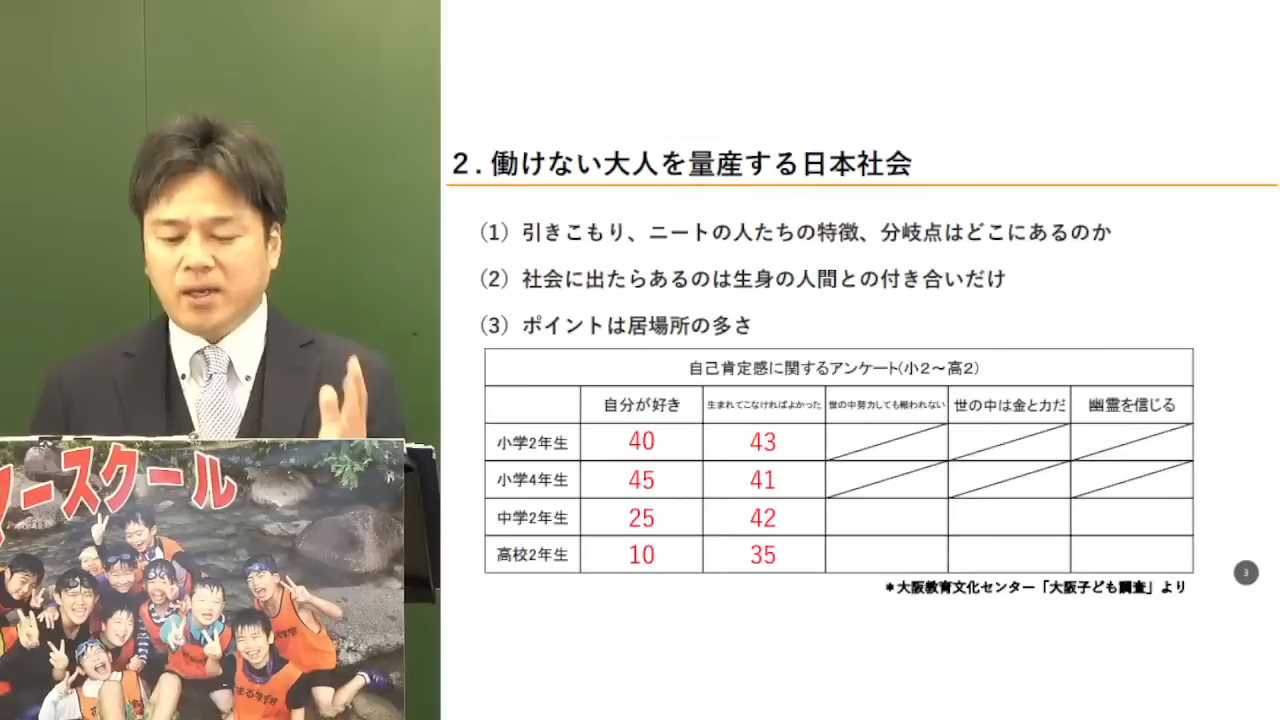 ２. 働けない大人を量産する日本社会
（1）引きこもり、ニートの人たちの特徴、分岐点はどこにあるのか
（2）社会に出たらあるのは生身の人間との付き合いだけ
（3）ポイントは居場所の多さ
自己肯定感に関するアンケート(小２～高２)
自分が好き 生まれてこなければよかった 世の中努力しても報われない 世の中は金と力だ 幽霊を信じる
小学2年生 40 43
小学4年生 45 41
中学2年生 25 42
高校2年生 10 35
＊大阪教育文化センター「大阪子ども調査」より
3
ースクール